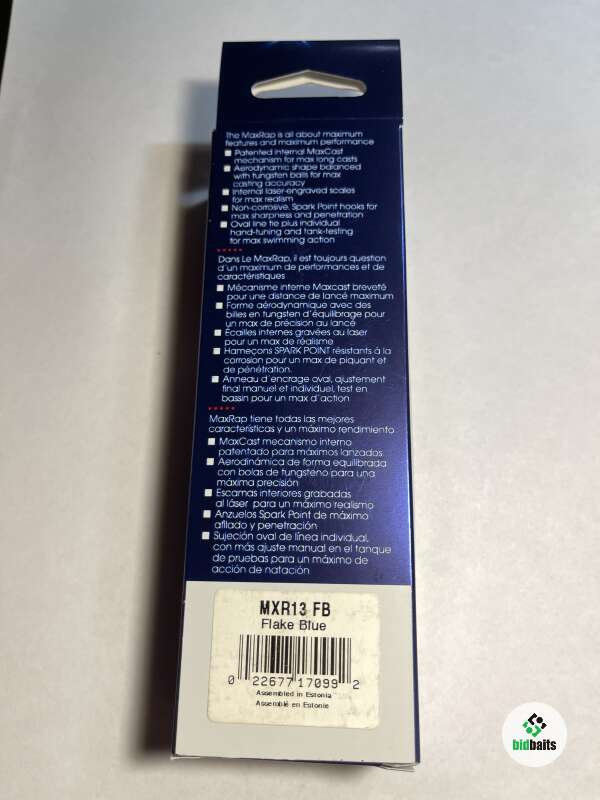 The MaxRap is all about maximum
features and maximum performance
Patented internal MaxCast
mechanism for max long casts
Aerodynamic shape balanced
with tungsten balls for max
casting accuracy
Internal laser-engraved scales
for max realism
Non-corrosive, Spark Point hooks for
max sharpness and penetration
Oval line tie plus individual
hand-tuning and tank-testing
for max swimming action
Dans Le MaxRap, il est toujours question
d'un maximum de performances et de
caractéristiques
Mécanisme interne Maxcast breveté
pour une distance de lancé maximum
Forme aérodynamique avec des
billes en tungsten d'équilibrage pour
un max de précision au lancé
Écailles internes gravées au laser
pour un max de réalisme
Hameçons SPARK POINT résistants à la
corrosion pour un max de piquant et
de pénétration.
Anneau d'encrage oval, ajustement
final manuel et individuel, test en
bassin pour un max d'action
MaxRap tiene todas las mejores
características y un máximo rendimiento
MaxCast mecanismo interno
patentado para máximos lanzados
Aerodinámica de forma equilibrada
con bolas de tungsteno para una
máxima precisión
Escamas interiores grabadas
al láser para un máximo realismo
Anzuelos Spark Point de máximo
afilado y penetración
Sujeción oval de línea individual,
con más ajuste manual en el tanque
de pruebas para un máximo de
acción de natación.
MXR13 FB
Flake Blue
0 22677 17099 2
Assembled in Estonia
Assemblé en Estonie
bidbaits